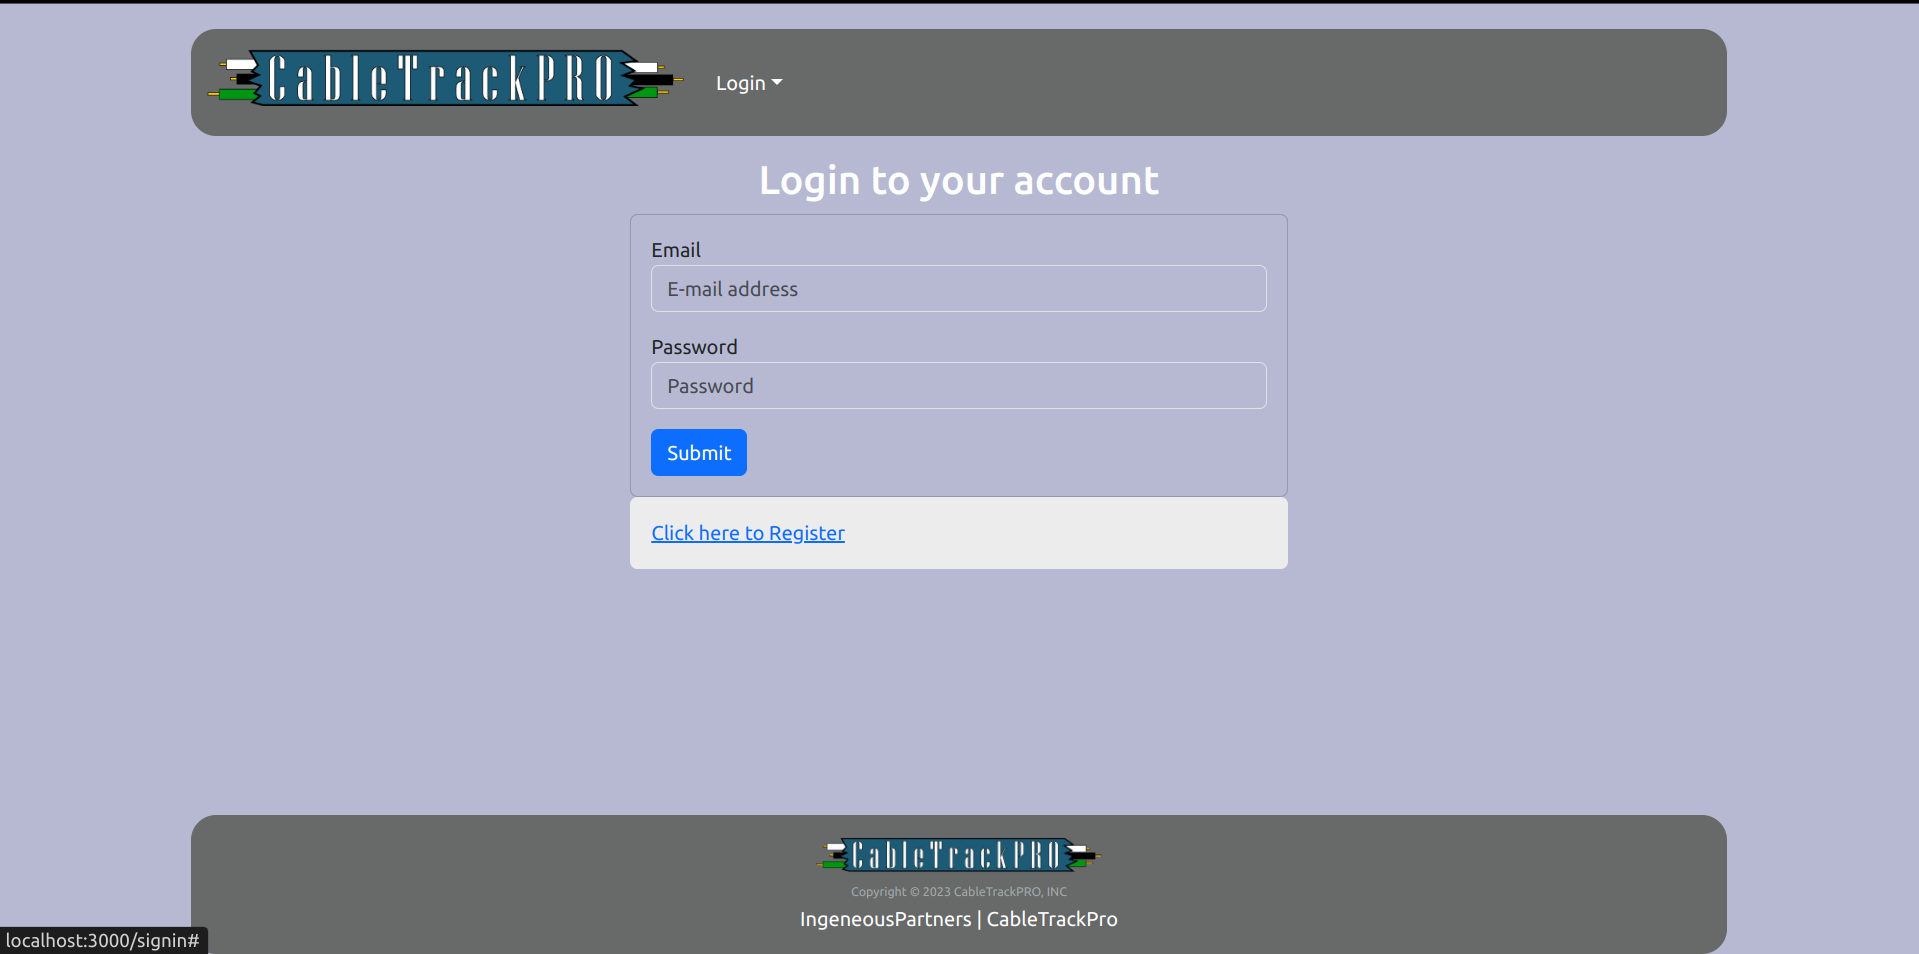 CableTrackPRO
Login
Login to your account
Email
E-mail address
Password
Password
Submit
Click here to Register
CableTrackPRO
Copyright © 2023 CableTrackPRO, INC
IngeneousPartners | CableTrackPro
localhost:3000/signin#